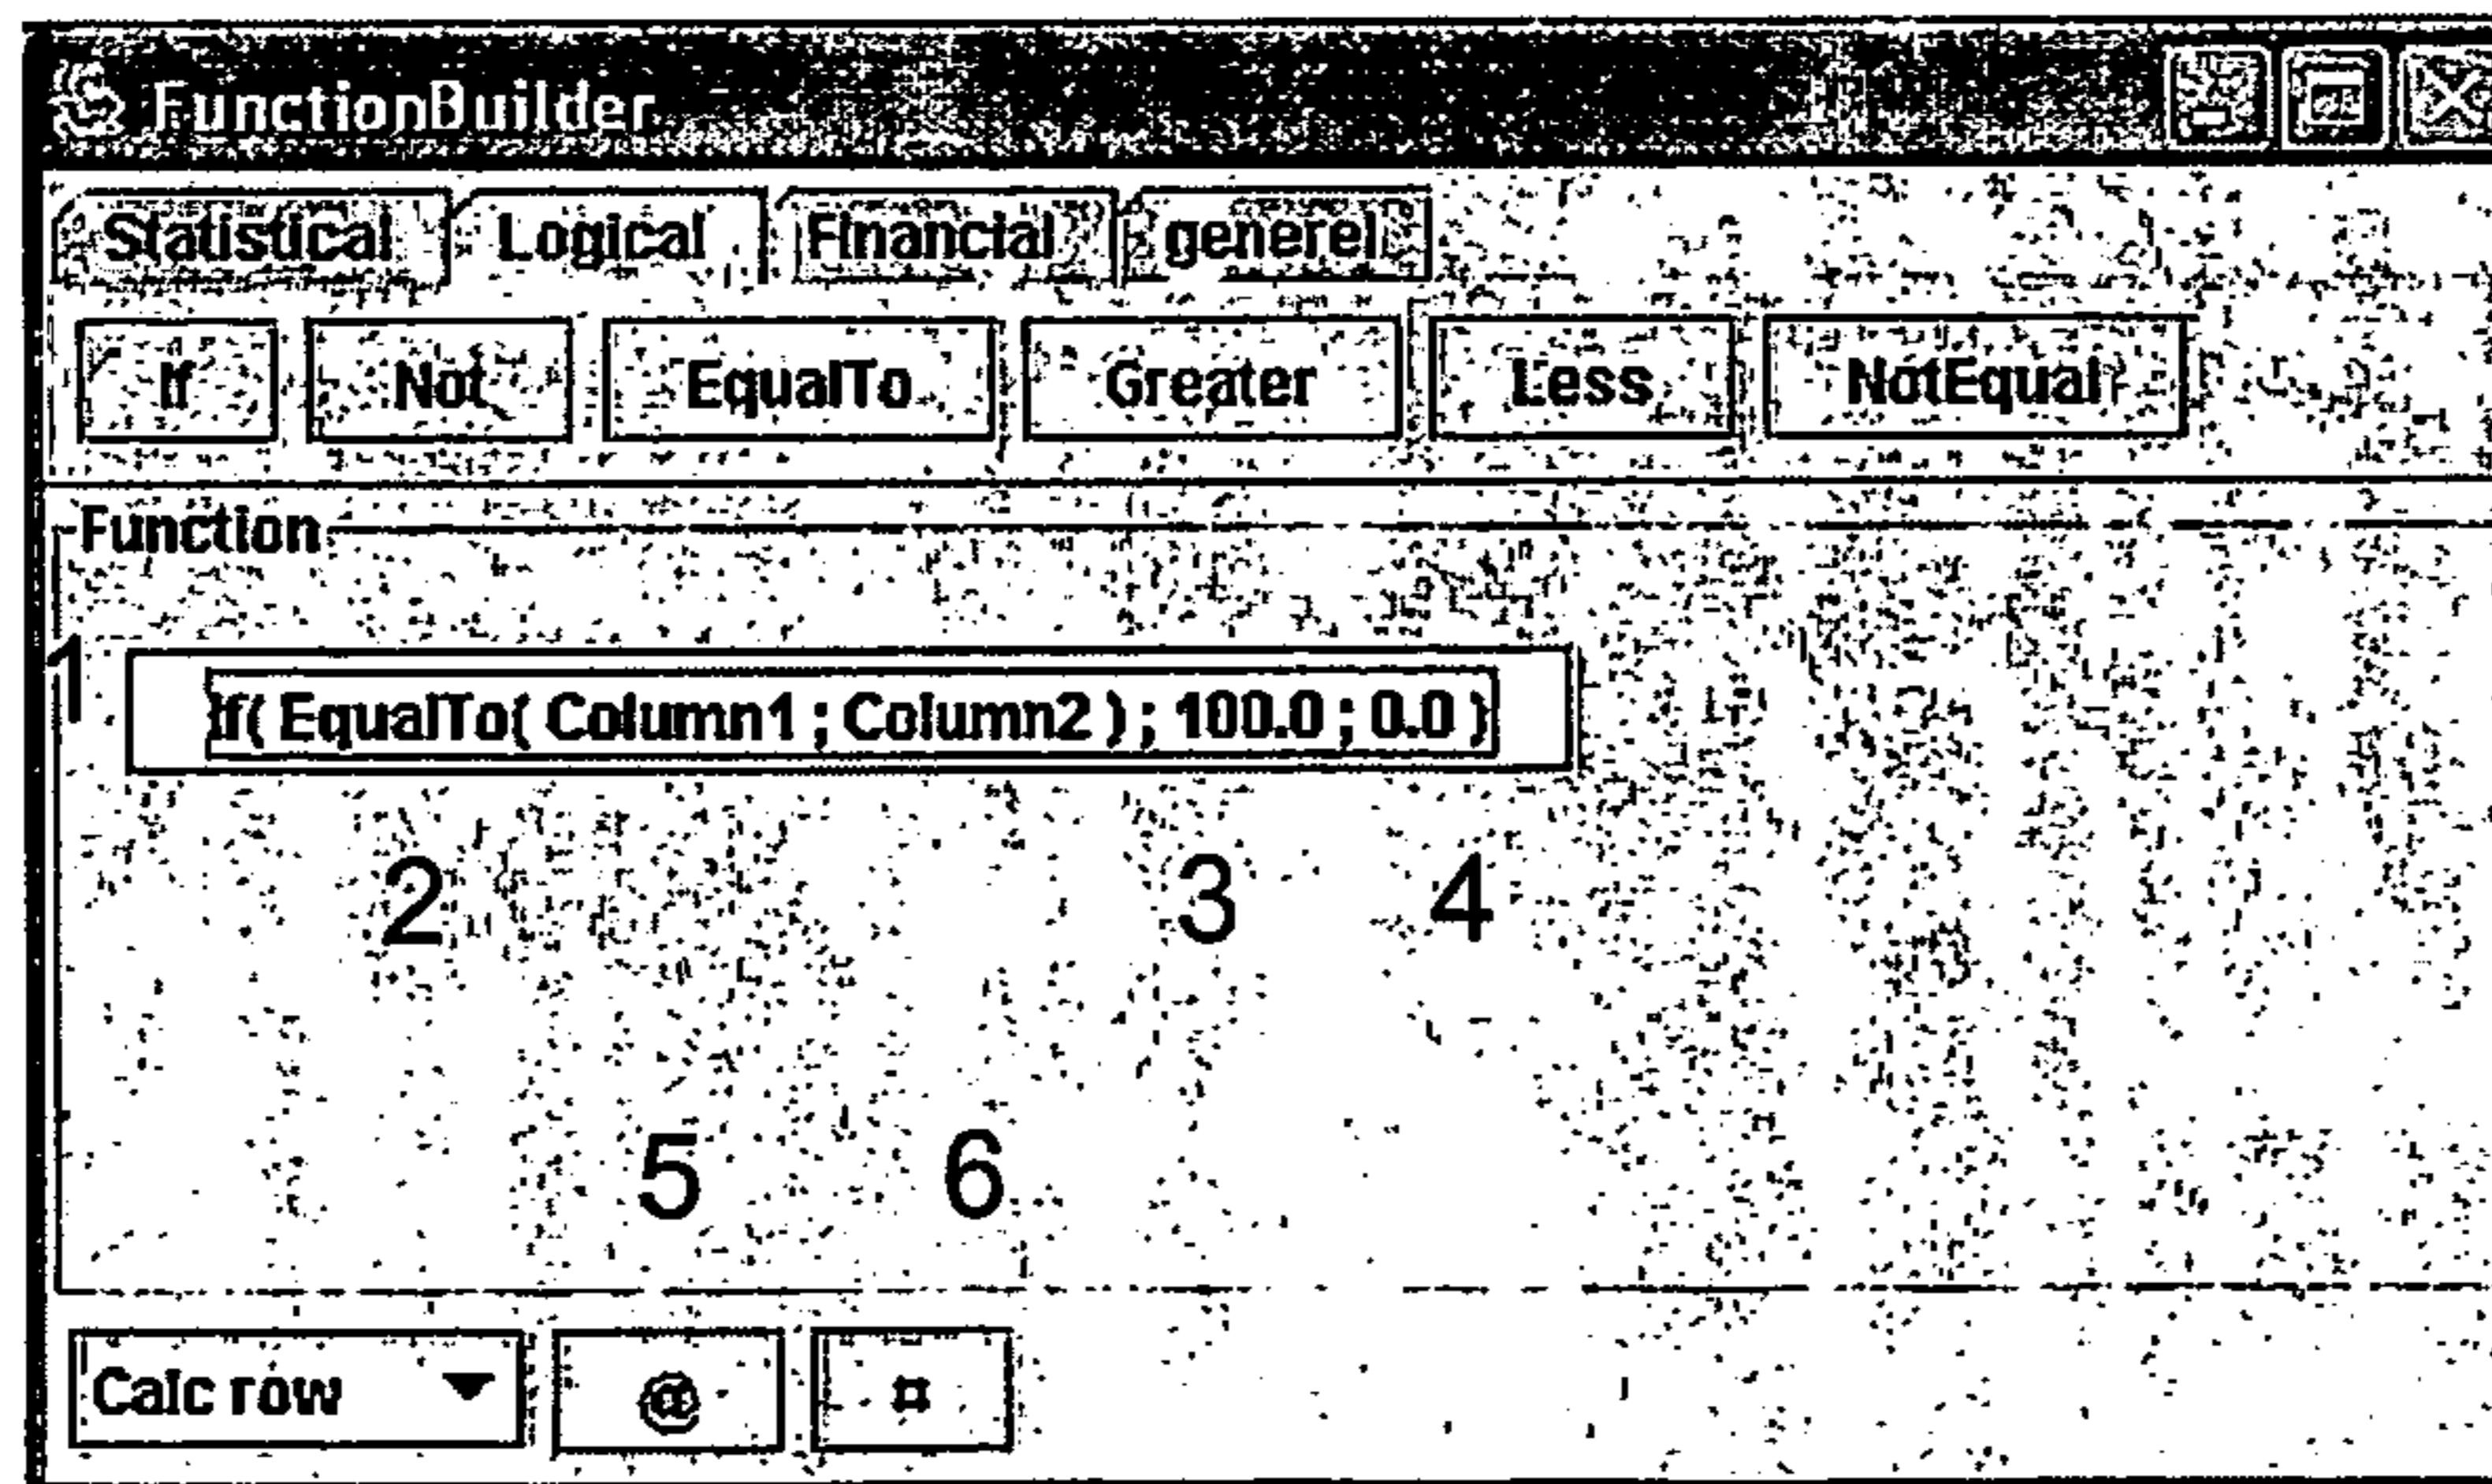 FunctionBuilder
Statistical Logical Financial generel
If Not EqualTo Greater Less NotEqual
Function
1 If( EqualTo( Column1 ; Column2 ) ; 100.0 ; 0.0 )
2 3 4
5 6
Calc row @ ¤